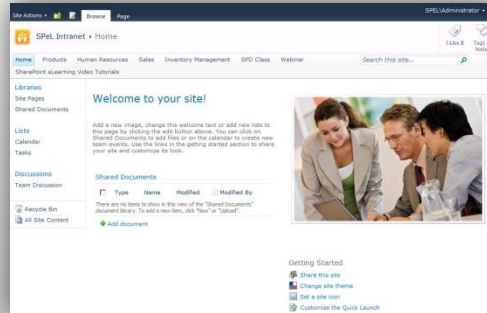 SPEL\Administrator
Site Actions
Browse
Page
SPeL Intranet
Home
I Like It
Tags
Home
Products
Human Resources
Sales
Inventory Management
SPD Class
Webinar
Search this site...
SharePoint eLearning Video Tutorials
Libraries
Site Pages
Shared Documents
Lists
Calendar
Tasks
Discussions
Team Discussion
Recycle Bin
All Site Content
Welcome to your site!
Add a new image, change this welcome text or add new lists to
this page by clicking the edit button above. You can click on
Shared Documents to add files or on the calendar to create new
team events. Use the links in the getting started section to share
your site and customize its look.
Shared Documents
Type
Name
Modified
Modified By
There are no items to show in this view of the "Shared Documents"
document library. To add a new item, click "New" or "Upload".
Add document
Getting Started
Share this site
Change site theme
Set a site icon
Customize the Quick Launch